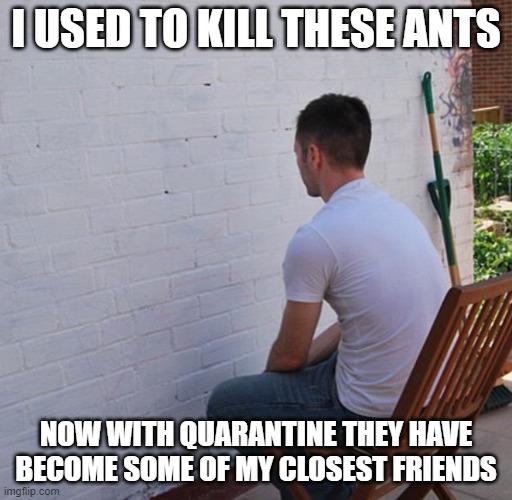 I USED TO KILL THESE ANTS
NOW WITH QUARANTINE THEY HAVE
BECOME SOME OF MY CLOSEST FRIENDS
imgflip.com